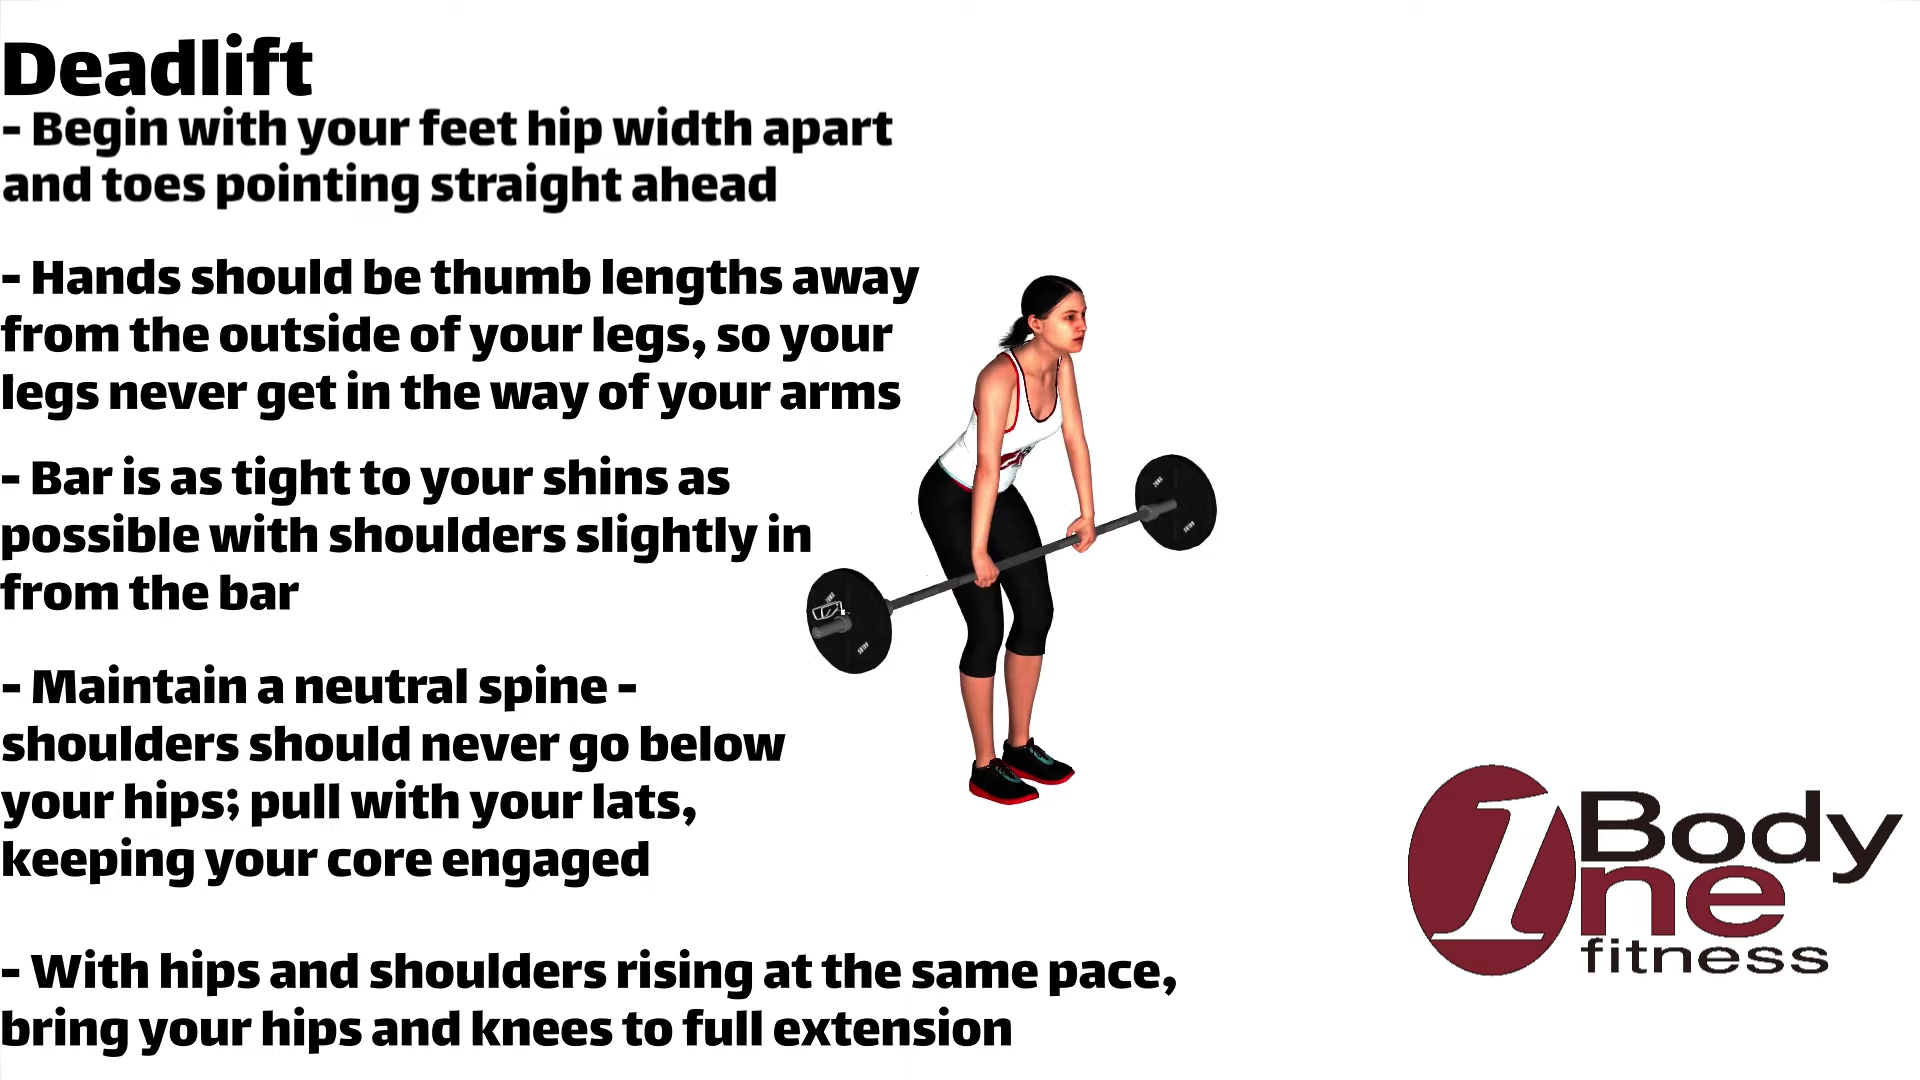 Deadlift
- Begin with your feet hip width apart
and toes pointing straight ahead
- Hands should be thumb lengths away
from the outside of your legs, so your
legs never get in the way of your arms
- Bar is as tight to your shins as
possible with shoulders slightly in
from the bar
- Maintain a neutral spine -
shoulders should never go below
your hips; pull with your lats,
keeping your core engaged
- With hips and shoulders rising at the same pace,
bring your hips and knees to full extension
1 Body
ne
fitness